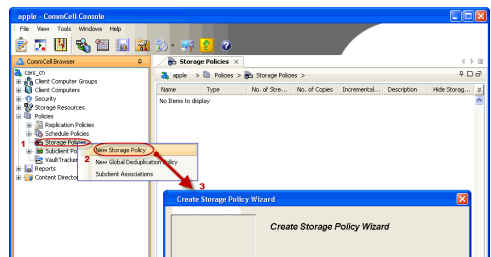 apple - CommCell Console
File View Tools Windows Help
CommCell Browser
Storage Policies
cars_cn
Client Computer Groups
Client Computers
Security
Storage Resources
Policies
Replication Policies
Schedule Policies
1 Storage Policies
Subclient Po
VaultTracker
Reports
Content Director
apple > Policies > Storage Policies >
Name Type No. of Stre... No. of Copies Incremental... Description Hide Storag...
No Items to display
New Storage Policy
2 New Global Deduplication Policy
Subclient Associations
3
Create Storage Policy Wizard
Create Storage Policy Wizard